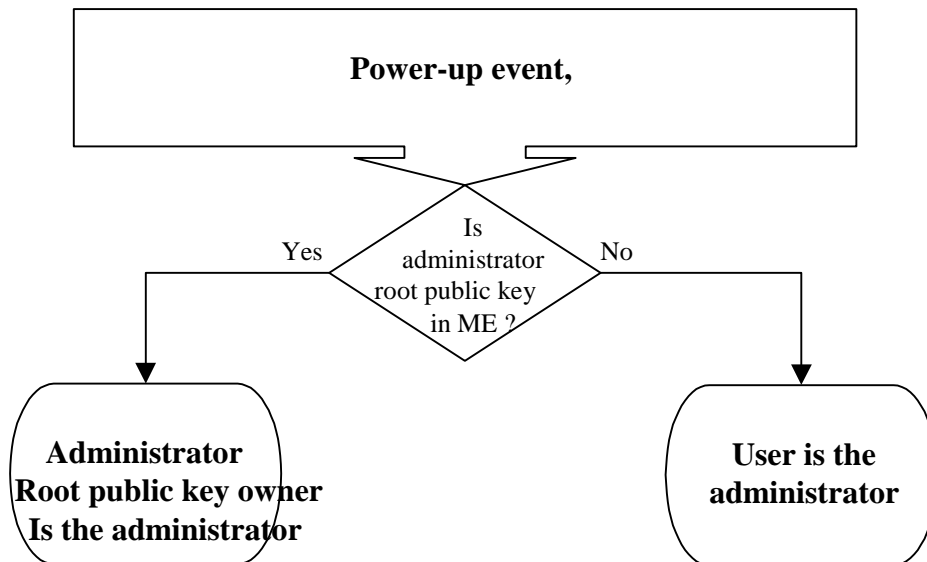 Power-up event,
Is
administrator
root public key
in ME ?
Yes
No
Administrator
Root public key owner
Is the administrator
User is the
administrator